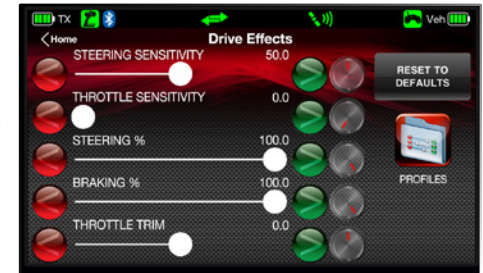 TX Veh
Home Drive Effects
STEERING SENSITIVITY 50.0
RESET TO
DEFAULTS
THROTTLE SENSITIVITY 0.0
STEERING % 100.0
PROFILES
BRAKING % 100.0
THROTTLE TRIM 0.0